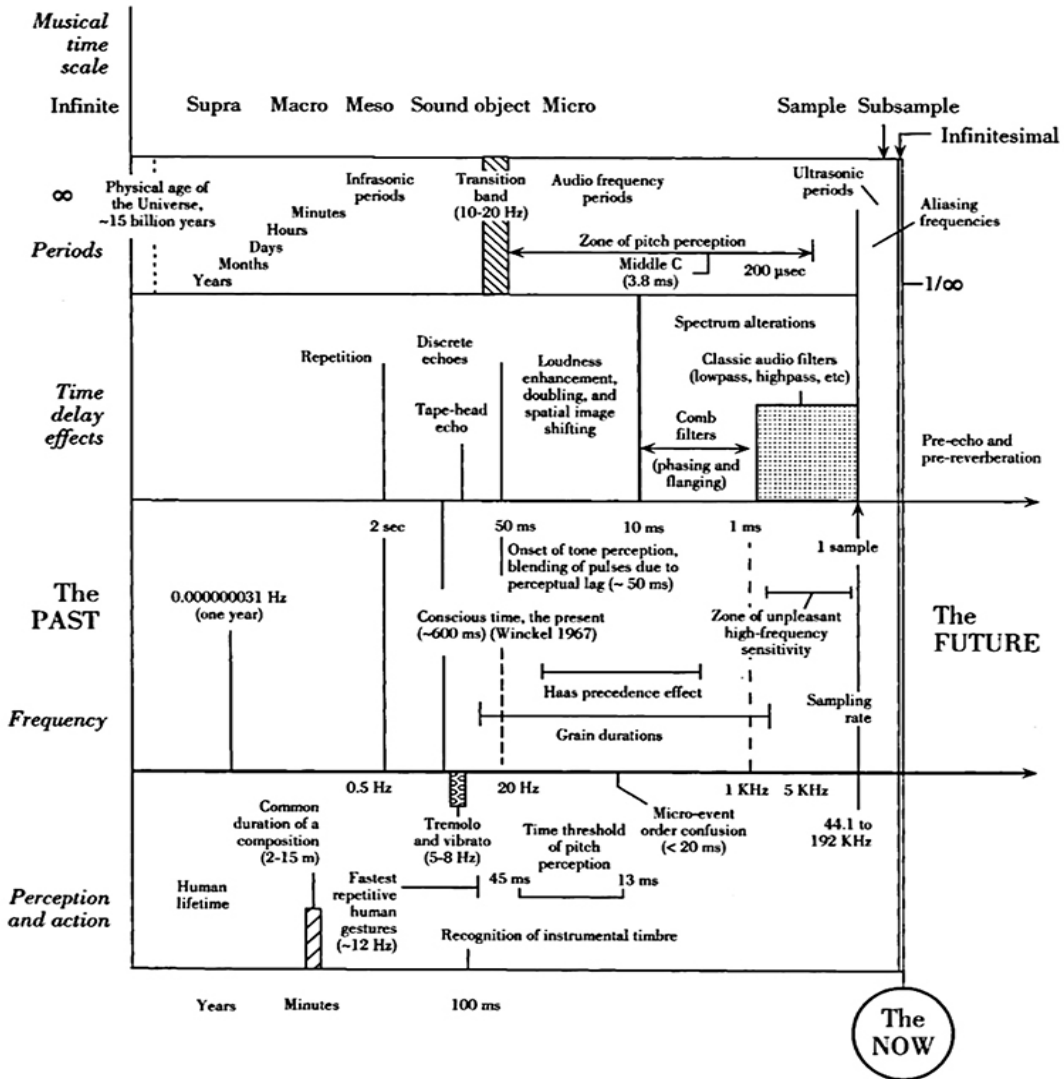 Musical
time
scale
Infinite
Supra
Macro
Meso
Sound object
Micro
Sample
Subsample
Infinitesimal
∞
Periods
Physical age of
the Universe,
~15 billion years
Years
Months
Days
Hours
Minutes
Infrasonic
periods
Transition
band
(10-20 Hz)
Audio frequency
periods
Zone of pitch perception
Middle C
(3.8 ms)
200 µsec
Ultrasonic
periods
Aliasing
frequencies
1/∞
Time
delay
effects
Repetition
Discrete
echoes
Tape-head
echo
Loudness
enhancement,
doubling, and
spatial image
shifting
Spectrum alterations
Classic audio filters
(lowpass, highpass, etc)
Comb
filters
(phasing and
flanging)
Pre-echo and
pre-reverberation
2 sec
50 ms
10 ms
1 ms
1 sample
The
PAST
0.000000031 Hz
(one year)
Onset of tone perception,
blending of pulses due to
perceptual lag (~ 50 ms)
Conscious time, the present
(~600 ms) (Winckel 1967)
Zone of unpleasant
high-frequency
sensitivity
The
FUTURE
Haas precedence effect
Grain durations
Sampling
rate
Frequency
0.5 Hz
20 Hz
1 KHz
5 KHz
44.1 to
192 KHz
Perception
and action
Human
lifetime
Common
duration of a
composition
(2-15 m)
Tremolo
and vibrato
(5-8 Hz)
Fastest
repetitive
human
gestures
(~12 Hz)
Time threshold
of pitch
perception
45 ms
13 ms
Micro-event
order confusion
(< 20 ms)
Recognition of instrumental timbre
Years
Minutes
100 ms
The
NOW